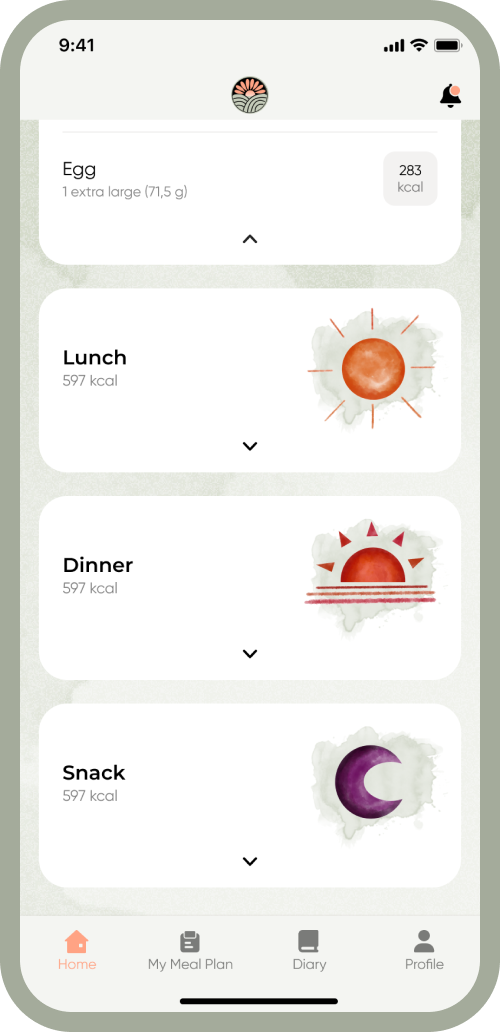 9:41
Egg
1 extra large (71,5 g)
283
kcal
Lunch
597 kcal
Dinner
597 kcal
Snack
597 kcal
Home
My Meal Plan
Diary
Profile